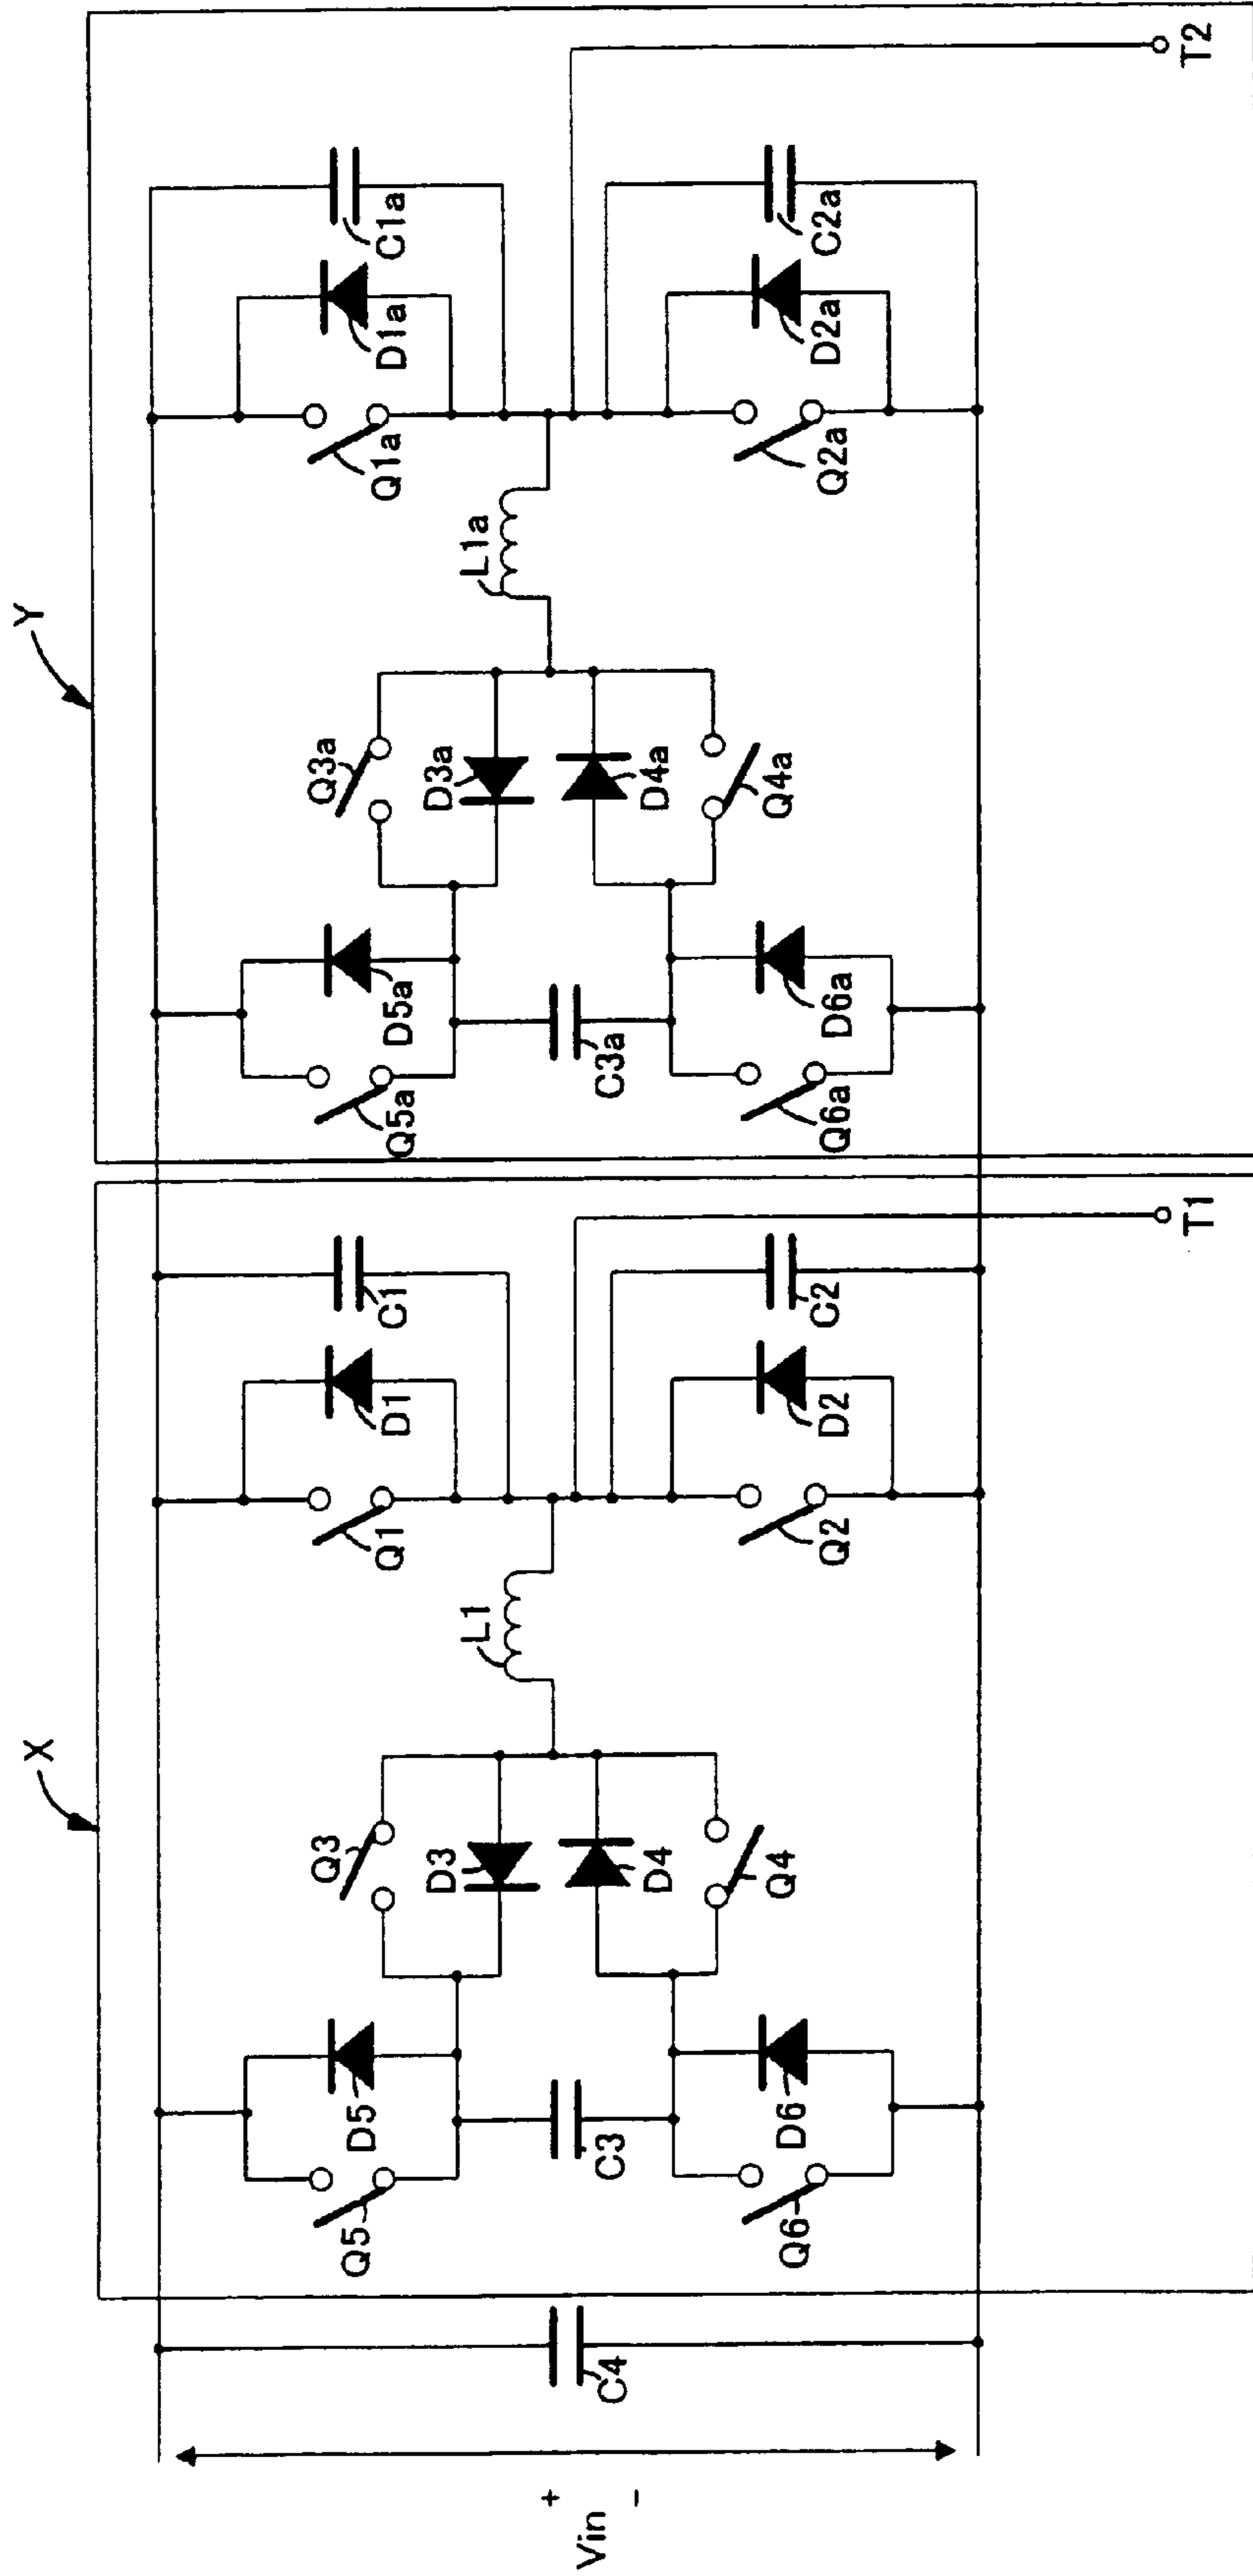 X
Y
Vin
+
-
C4
Q5
D5
C3
Q6
D6
Q3
D3
D4
Q4
L1
Q1
D1
C1
Q2
D2
C2
T1
Q5a
D5a
C3a
Q6a
D6a
Q3a
D3a
D4a
Q4a
L1a
Q1a
D1a
C1a
Q2a
D2a
C2a
T2